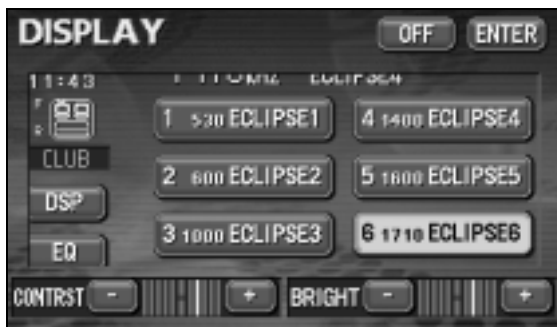 DISPLAY OFF ENTER
11:43
1 530 ECLIPSE1 4 1400 ECLIPSE4
CLUB
2 600 ECLIPSE2 5 1600 ECLIPSE5
DSP
3 1000 ECLIPSE3 6 1710 ECLIPSE6
EQ
CONTRST - + BRIGHT - +